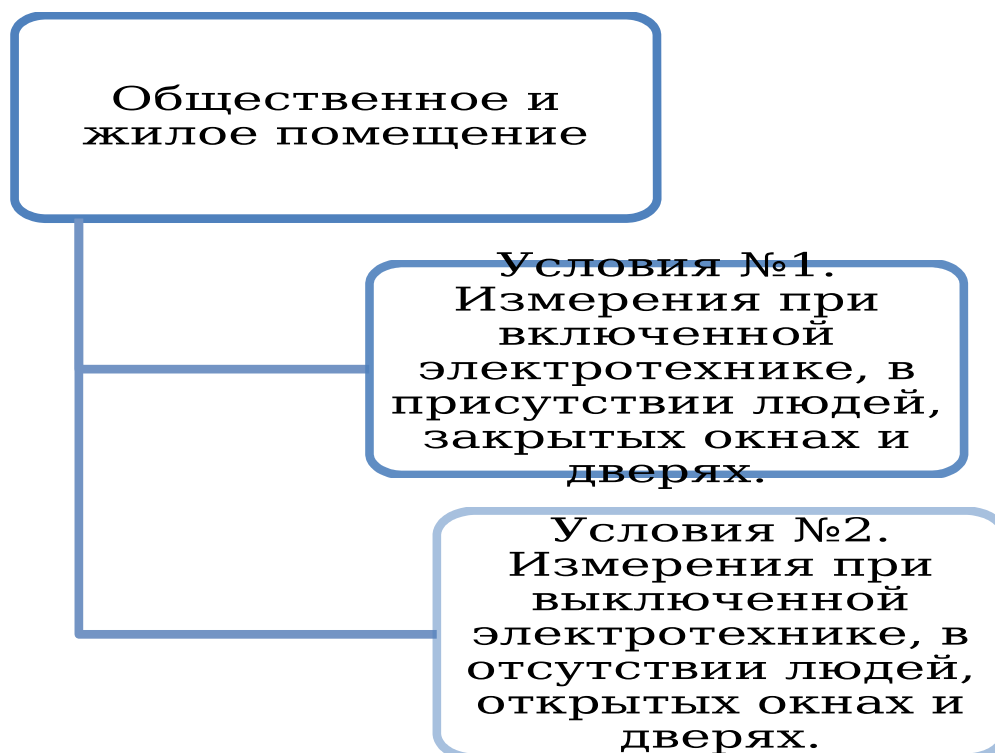 Общественное и
жилое помещение
Условия №1.
Измерения при
включенной
электротехнике, в
присутствии людей,
закрытых окнах и
дверях.
Условия №2.
Измерения при
выключенной
электротехнике, в
отсутствии людей,
открытых окнах и
дверях.